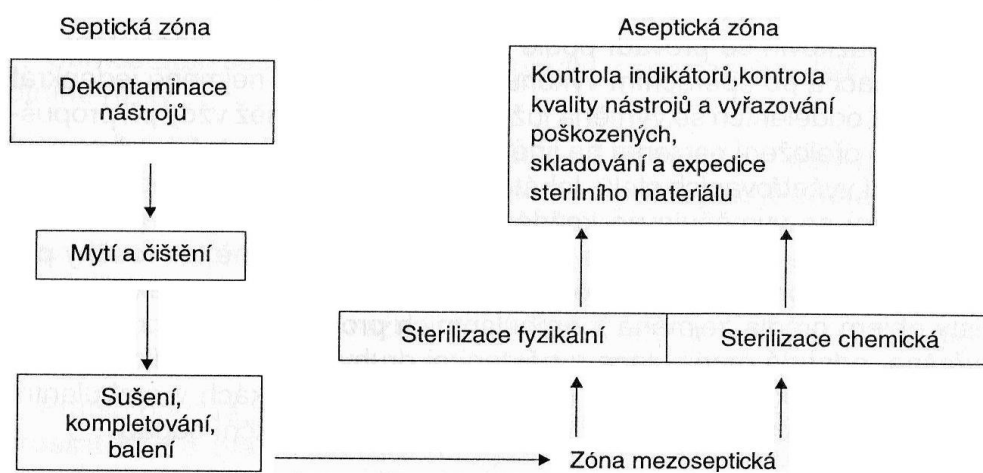 Septická zóna
Dekontaminace
nástrojů
Mytí a čištění
Sušení,
kompletování,
balení
Aseptická zóna
Kontrola indikátorů,kontrola
kvality nástrojů a vyřazování
poškozených,
skladování a expedice
sterilního materiálu
Sterilizace fyzikální
Sterilizace chemická
Zóna mezoseptická